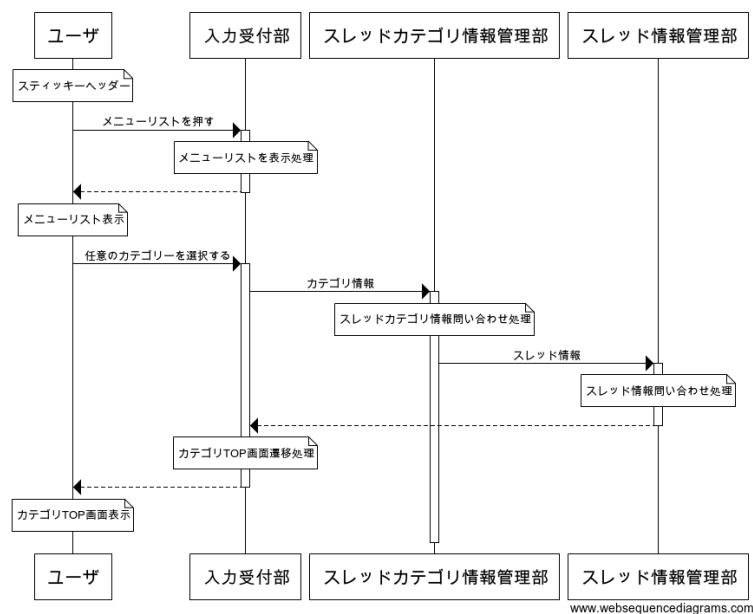 ユーザ
入力受付部
スレッドカテゴリ情報管理部
スレッド情報管理部
スティッキーヘッダー
メニューリストを押す
メニューリストを表示処理
メニューリスト表示
任意のカテゴリーを選択する
カテゴリ情報
スレッドカテゴリ情報問い合わせ処理
スレッド情報
スレッド情報問い合わせ処理
カテゴリTOP画面遷移処理
カテゴリTOP画面表示
ユーザ
入力受付部
スレッドカテゴリ情報管理部
スレッド情報管理部
www.websequencediagrams.com